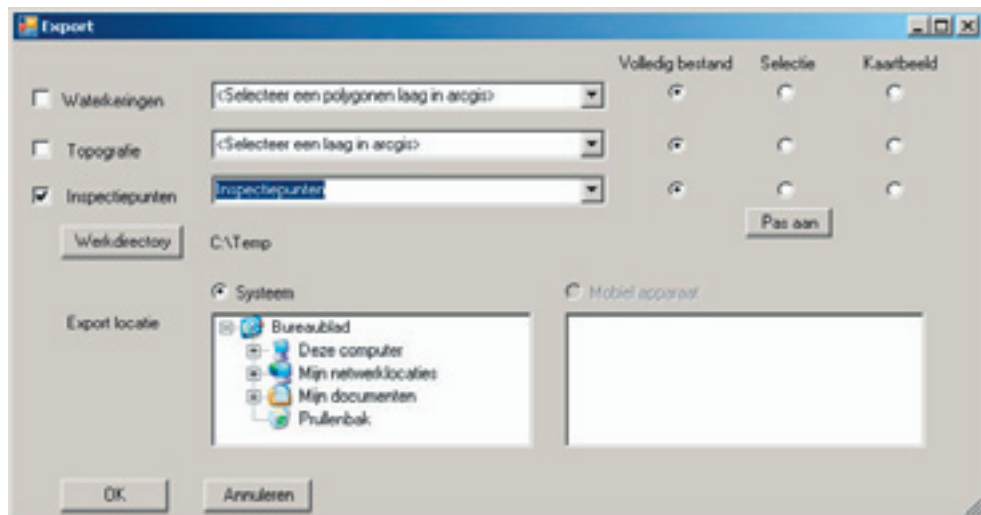 Export
Volledig bestand Selectie Kaartbeeld
Waterkeringen <Selecteer een polygonen laag in arcgis>
Topografie <Selecteer een laag in arcgis>
Inspectiepunten Inspectiepunten
Pas aan
Werkdirectory C:\Temp
Systeem Mobiel apparaat
Export locatie
Bureaublad
Deze computer
Mijn netwerklocaties
Mijn documenten
Prullenbak
OK Annuleren